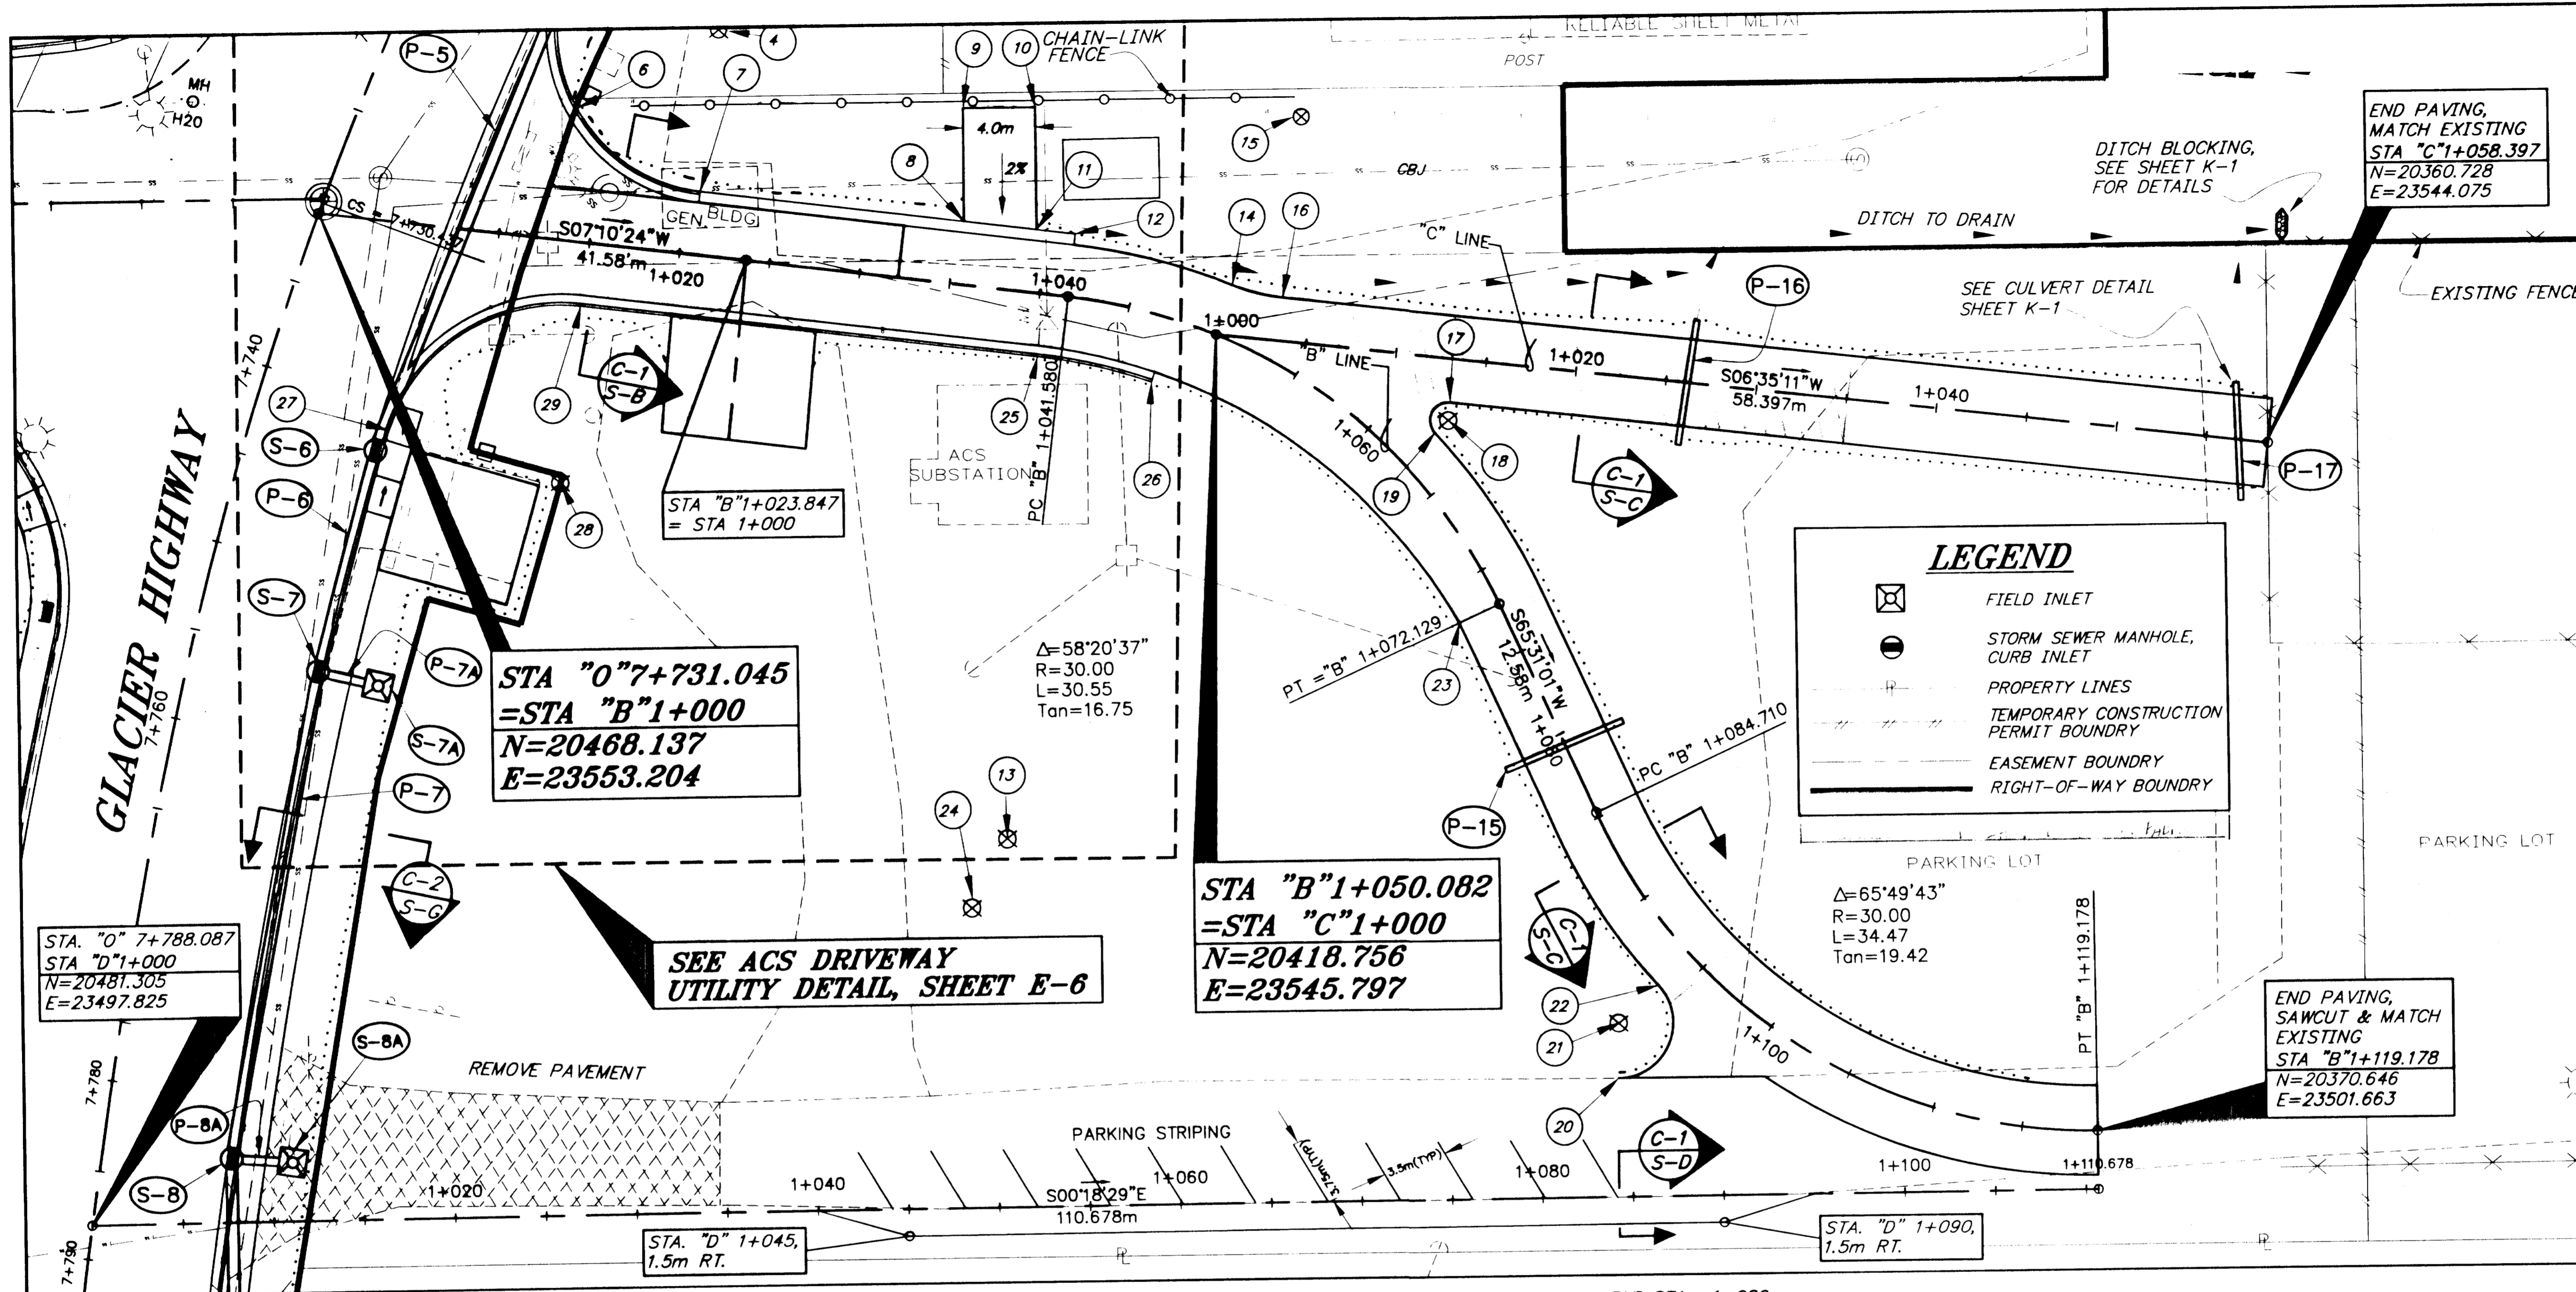 RELIABLE SHEET METAL
POST
P-5
MH
H20
4
6
7
9
10
CHAIN-LINK
FENCE
4.0m
2%
8
11
12
14
15
16
GBJ
SS
"C" LINE
DITCH TO DRAIN
DITCH BLOCKING,
SEE SHEET K-1
FOR DETAILS
END PAVING,
MATCH EXISTING
STA "C"1+058.397
N=20360.728
E=23544.075
EXISTING FENCE
SEE CULVERT DETAIL
SHEET K-1
CS = 7+730.437
GEN. BLDG
S07°10'24"W
41.58'm
1+020
1+040
1+000
"B" LINE
17
1+020
P-16
S06°35'11"W
58.397m
1+040
P-17
7+740
27
S-6
P-6
29
C-1
S-B
25
PC "B" 1+041.580
26
ACS
SUBSTATION
1+060
19
18
C-1
S-C
STA "B"1+023.847
= STA 1+000
28
GLACIER HIGHWAY
S-7
P-7A
S-7A
7+760
P-7
STA "O"7+731.045
=STA "B"1+000
N=20468.137
E=23553.204
Δ=58°20'37"
R=30.00
L=30.55
Tan=16.75
PT ="B" 1+072.129
23
S65°31'01"W
12.58m
1+080
PC "B" 1+084.710
P-15
LEGEND
FIELD INLET
STORM SEWER MANHOLE,
CURB INLET
PROPERTY LINES
TEMPORARY CONSTRUCTION
PERMIT BOUNDRY
EASEMENT BOUNDRY
RIGHT-OF-WAY BOUNDRY
13
24
C-2
S-G
STA "B"1+050.082
=STA "C"1+000
N=20418.756
E=23545.797
PARKING LOT
PARKING LOT
Δ=65°49'43"
R=30.00
L=34.47
Tan=19.42
PT "B" 1+119.178
C-1
S-C
22
21
STA. "O" 7+788.087
STA "D"1+000
N=20481.305
E=23497.825
SEE ACS DRIVEWAY
UTILITY DETAIL, SHEET E-6
END PAVING,
SAWCUT & MATCH
EXISTING
STA "B"1+119.178
N=20370.646
E=23501.663
1+100
7+780
S-8A
REMOVE PAVEMENT
P-8A
S-8
20
C-1
S-D
PARKING STRIPING
3.75m(TYP)
3.5m(TYP)
1+020
1+040
1+060
1+080
1+100
1+110.678
S00°18'29"E
110.678m
7+790
STA. "D" 1+045,
1.5m RT.
STA. "D" 1+090,
1.5m RT.